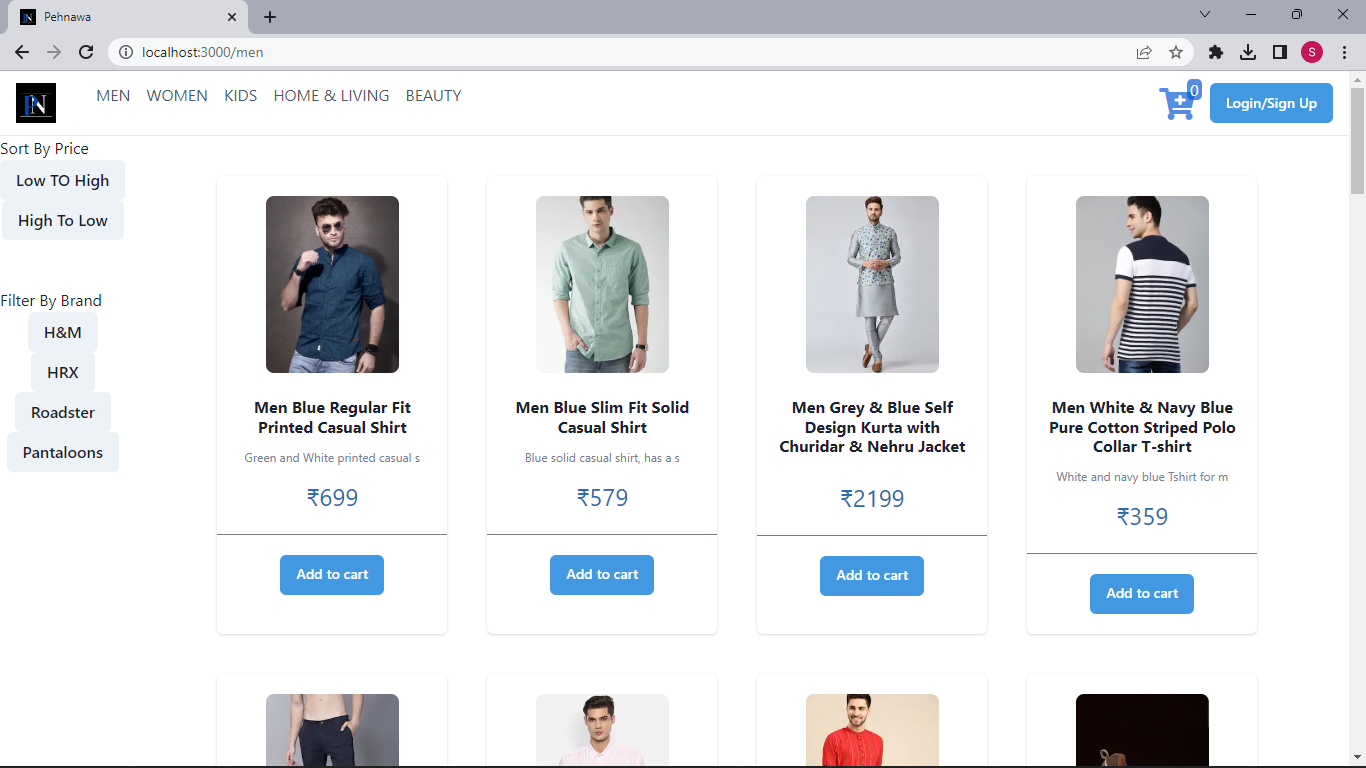 Pehnawa
S
localhost:3000/men
PN
MEN WOMEN KIDS HOME & LIVING BEAUTY
0
Login/Sign Up
Sort By Price
Low TO High
High To Low
Filter By Brand
H&M
HRX
Roadster
Pantaloons
Men Blue Regular Fit
Printed Casual Shirt
Green and White printed casual s
₹699
Add to cart
Men Blue Slim Fit Solid
Casual Shirt
Blue solid casual shirt, has a s
₹579
Add to cart
Men Grey & Blue Self
Design Kurta with
Churidar & Nehru Jacket
₹2199
Add to cart
Men White & Navy Blue
Pure Cotton Striped Polo
Collar T-shirt
White and navy blue Tshirt for m
₹359
Add to cart